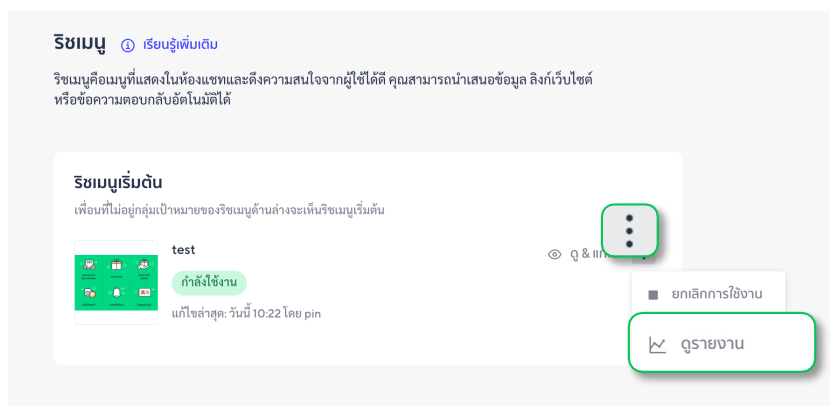 ริชเมนู เรียนรู้เพิ่มเติม
ริชเมนูคือเมนูที่แสดงในห้องแชทและดึงความสนใจจากผู้ใช้ได้ดี คุณสามารถนำเสนอข้อมูล ลิงก์เว็บไซต์
หรือข้อความตอบกลับอัตโนมัติได้
ริชเมนูเริ่มต้น
เพื่อนที่ไม่อยู่กลุ่มเป้าหมายของริชเมนูด้านล่างจะเห็นริชเมนูเริ่มต้น
test
ดู &
กำลังใช้งาน
แก้ไขล่าสุด: วันนี้ 10:22 โดย pin
ยกเลิกการใช้งาน
ดูรายงาน